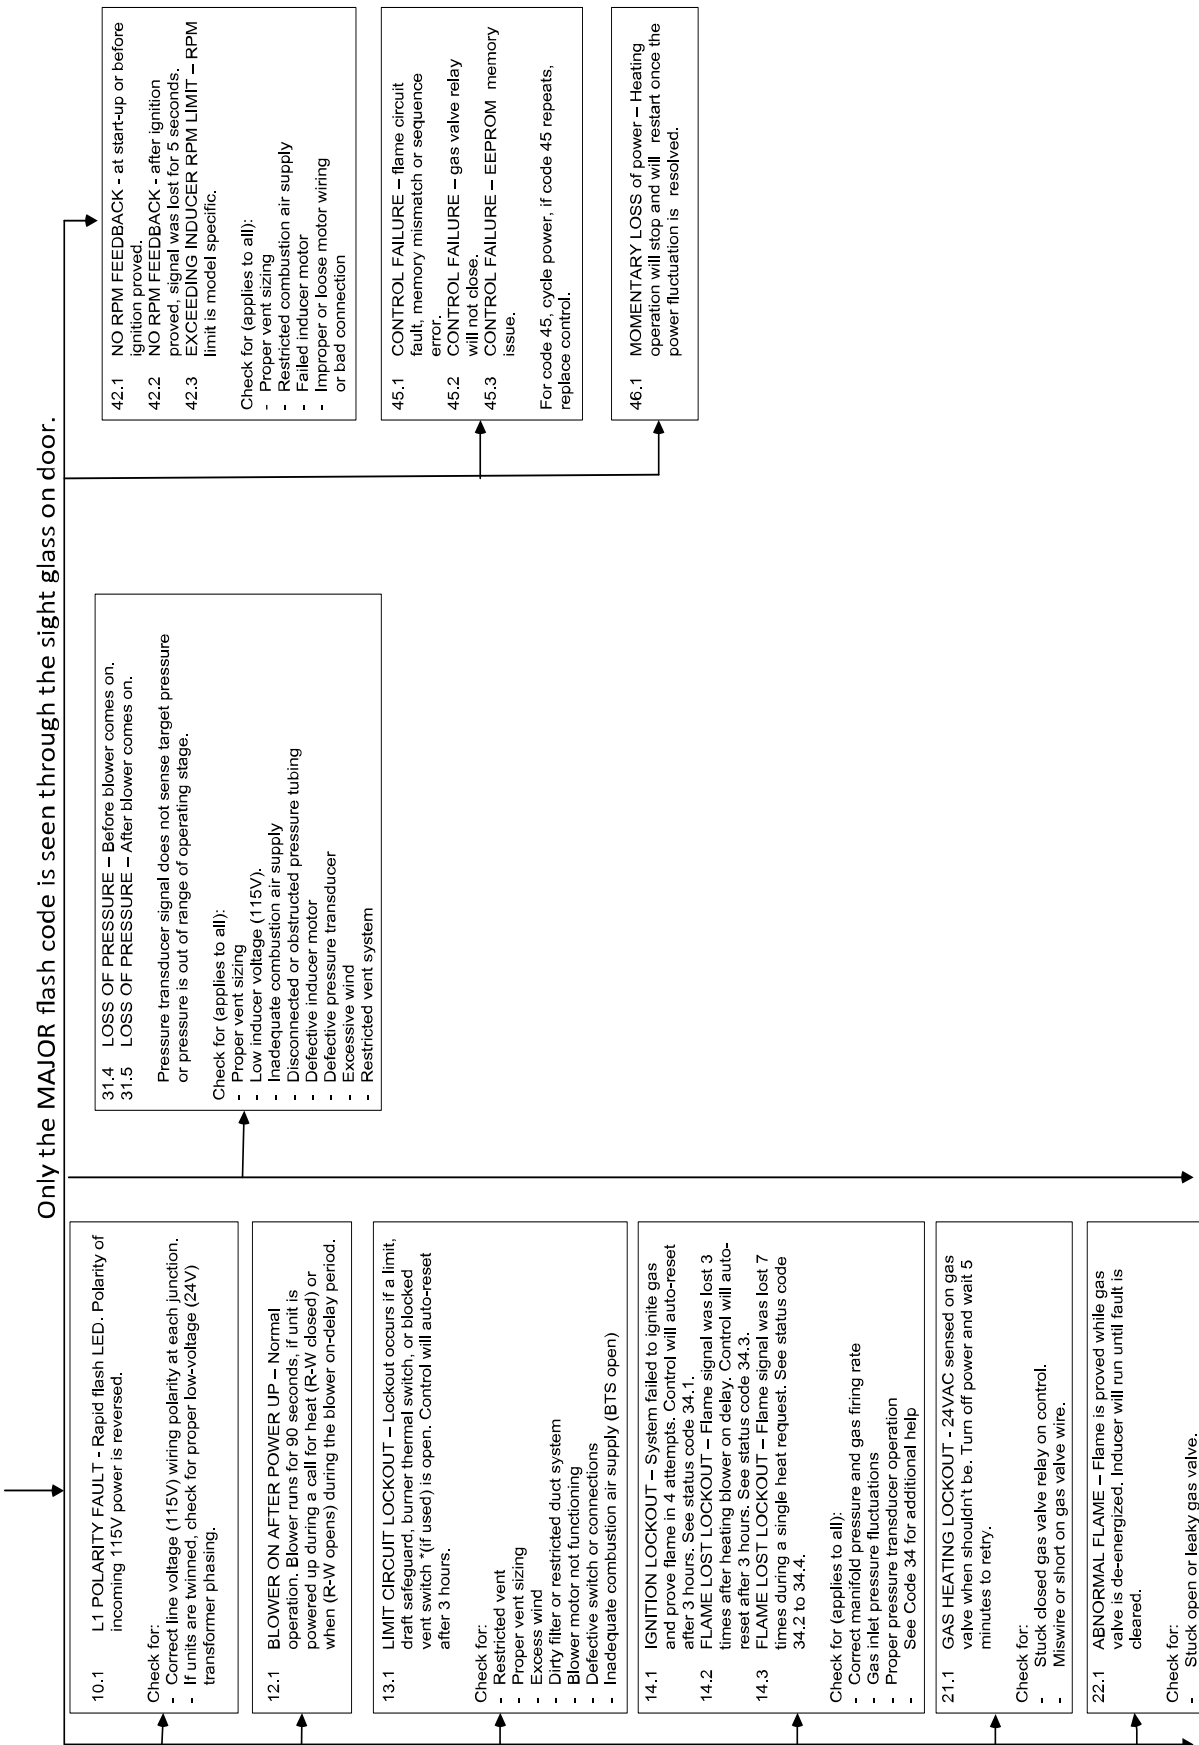 Only the MAJOR flash code is seen through the sight glass on door.
10.1 L1 POLARITY FAULT - Rapid flash LED. Polarity of
incoming 115V power is reversed.
Check for:
- Correct line voltage (115V) wiring polarity at each junction.
- If units are twinned, check for proper low-voltage (24V)
transformer phasing.
12.1 BLOWER ON AFTER POWER UP – Normal
operation. Blower runs for 90 seconds, if unit is
powered up during a call for heat (R-W closed) or
when (R-W opens) during the blower on-delay period.
13.1 LIMIT CIRCUIT LOCKOUT – Lockout occurs if a limit,
draft safeguard, burner thermal switch, or blocked
vent switch *(if used) is open. Control will auto-reset
after 3 hours.
Check for:
- Restricted vent
- Proper vent sizing
- Excess wind
- Dirty filter or restricted duct system
- Blower motor not functioning
- Defective switch or connections
- Inadequate combustion air supply (BTS open)
14.1 IGNITION LOCKOUT – System failed to ignite gas
and prove flame in 4 attempts. Control will auto-reset
after 3 hours. See status code 34.1.
14.2 FLAME LOST LOCKOUT – Flame signal was lost 3
times after heating blower on delay. Control will auto-
reset after 3 hours. See status code 34.3.
14.3 FLAME LOST LOCKOUT – Flame signal was lost 7
times during a single heat request. See status code
34.2 to 34.4.
Check for (applies to all):
- Correct manifold pressure and gas firing rate
- Gas inlet pressure fluctuations
- Proper pressure transducer operation
- See Code 34 for additional help
21.1 GAS HEATING LOCKOUT - 24VAC sensed on gas
valve when shouldn't be. Turn off power and wait 5
minutes to retry.
Check for:
- Stuck closed gas valve relay on control.
- Miswire or short on gas valve wire.
22.1 ABNORMAL FLAME – Flame is proved while gas
valve is de-energized. Inducer will run until fault is
cleared.
Check for:
- Stuck open or leaky gas valve.
31.4 LOSS OF PRESSURE – Before blower comes on.
31.5 LOSS OF PRESSURE – After blower comes on.
Pressure transducer signal does not sense target pressure
or pressure is out of range of operating stage.
Check for (applies to all):
- Proper vent sizing
- Low inducer voltage (115V).
- Inadequate combustion air supply
- Disconnected or obstructed pressure tubing
- Defective inducer motor
- Defective pressure transducer
- Excessive wind
- Restricted vent system
42.1 NO RPM FEEDBACK - at start-up or before
ignition proved.
42.2 NO RPM FEEDBACK - after ignition
proved, signal was lost for 5 seconds.
42.3 EXCEEDING INDUCER RPM LIMIT – RPM
limit is model specific.
Check for (applies to all):
- Proper vent sizing
- Restricted combustion air supply
- Failed inducer motor
- Improper or loose motor wiring
or bad connection
45.1 CONTROL FAILURE – flame circuit
fault, memory mismatch or sequence
error.
45.2 CONTROL FAILURE – gas valve relay
will not close.
45.3 CONTROL FAILURE – EEPROM memory
issue.
For code 45, cycle power, if code 45 repeats,
replace control.
46.1 MOMENTARY LOSS OF power – Heating
operation will stop and will restart once the
power fluctuation is resolved.